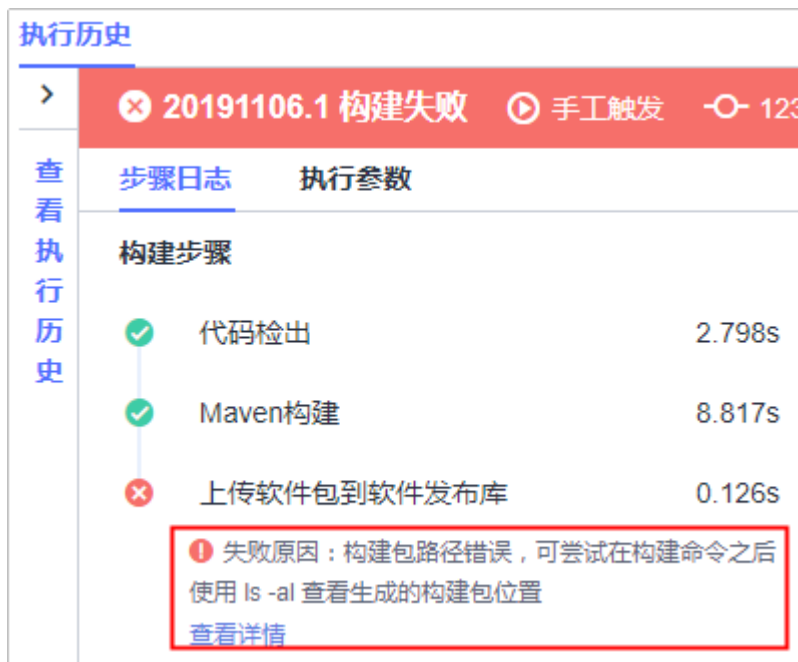 执行历史
20191106.1 构建失败 手工触发 123
查看执行历史
步骤日志 执行参数
构建步骤
代码检出 2.798s
Maven构建 8.817s
上传软件包到软件发布库 0.126s
失败原因：构建包路径错误，可尝试在构建命令之后
使用 ls -al 查看生成的构建包位置
查看详情